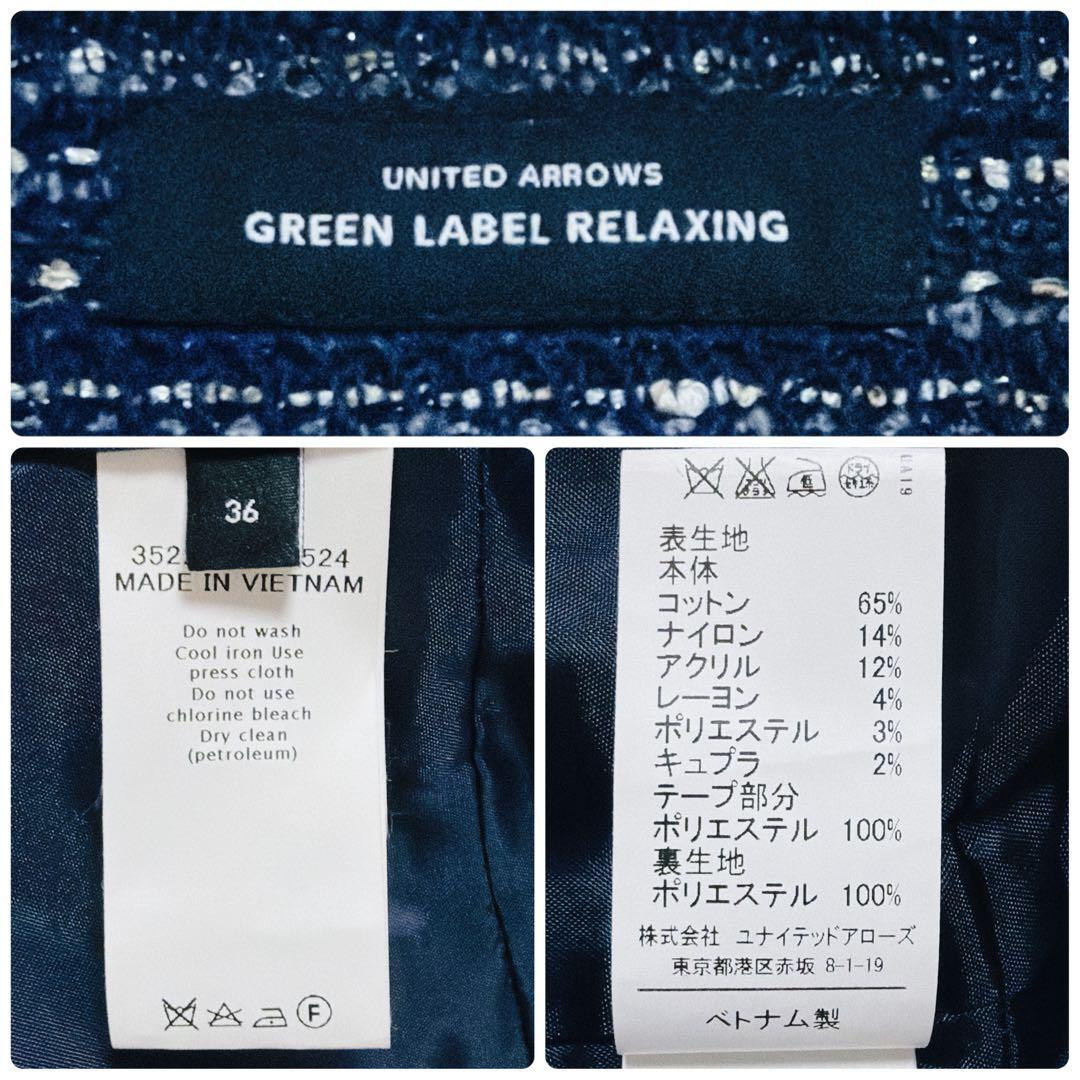 UNITED ARROWS
GREEN LABEL RELAXING
36
MADE IN VIETNAM
Do not wash
Cool iron Use
press cloth
Do not use
chlorine bleach
Dry clean
(petroleum)
F
UA19
低
ドライ
表生地
本体
コットン 65%
ナイロン 14%
アクリル 12%
レーヨン 4%
ポリエステル 3%
キュプラ 2%
テープ部分
ポリエステル 100%
裏生地
ポリエステル 100%
株式会社 ユナイテッドアローズ
東京都港区赤坂 8-1-19
ベトナム製